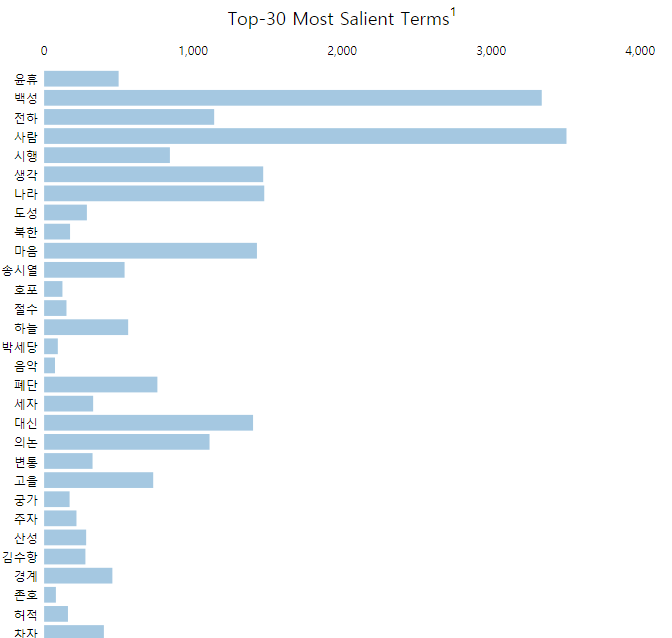 Top-30 Most Salient Terms1
0 1,000 2,000 3,000 4,000
윤휴
백성
전하
사람
시행
생각
나라
도성
북한
마음
송시열
호포
절수
하늘
박세당
음악
폐단
세자
대신
의논
변통
고을
궁가
주자
산성
김수항
경계
존호
허적
차자